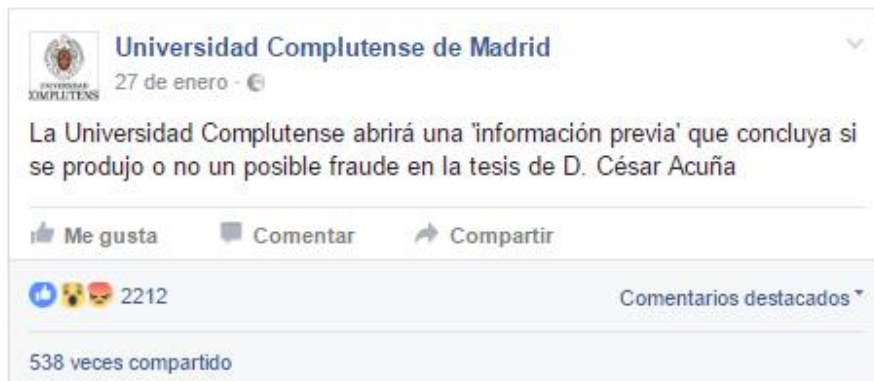 Universidad Complutense de Madrid
27 de enero ·
UNIVERSIDAD
COMPLUTENS
La Universidad Complutense abrirá una 'información previa' que concluya si
se produjo o no un posible fraude en la tesis de D. César Acuña
Me gusta Comentar Compartir
2212 Comentarios destacados
538 veces compartido